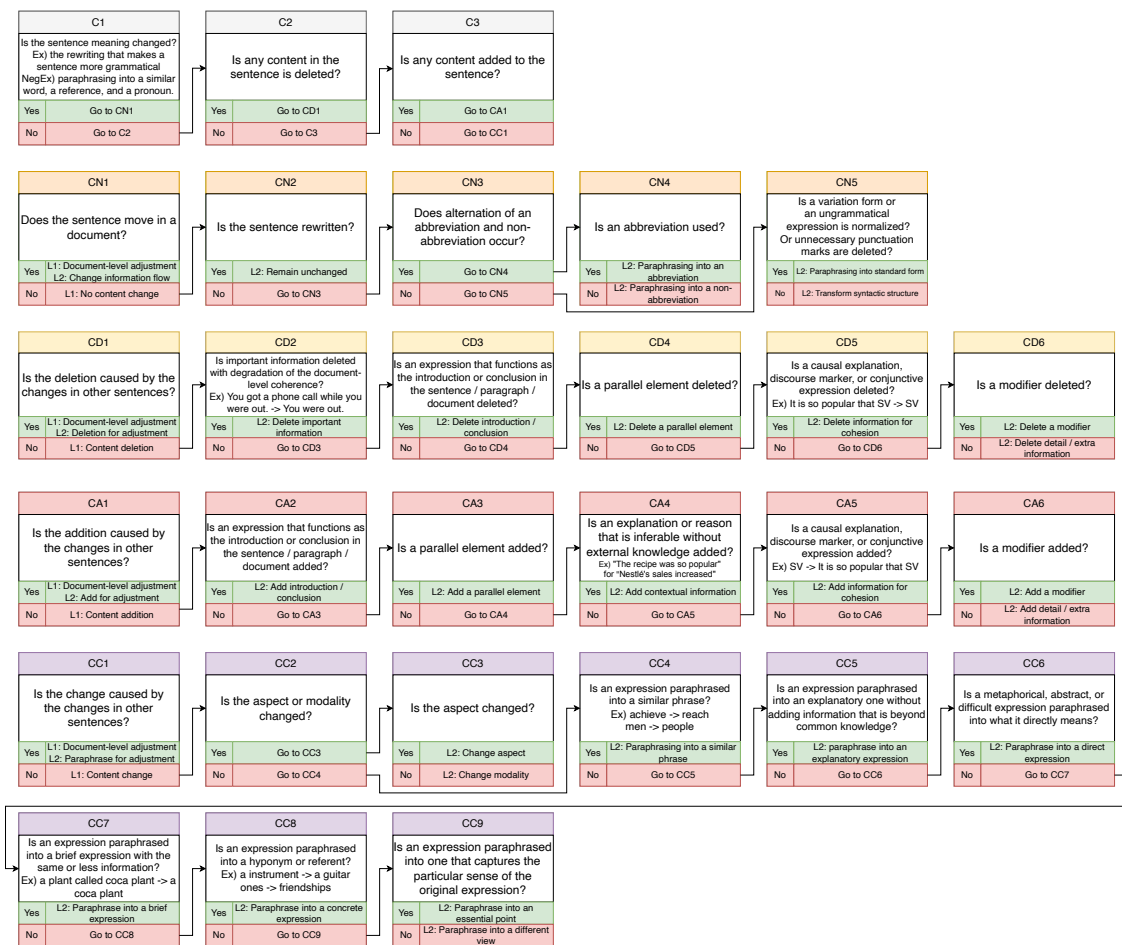 C1
Is the sentence meaning changed?
Ex) the rewriting that makes a
sentence more grammatical
NegEx) paraphrasing into a similar
word, a reference, and a pronoun.
Yes Go to CN1
No Go to C2
C2
Is any content in the
sentence is deleted?
Yes Go to CD1
No Go to C3
C3
Is any content added to the
sentence?
Yes Go to CA1
No Go to CC1
CN1
Does the sentence move in a
document?
Yes L1: Document-level adjustment
L2: Change information flow
No L1: No content change
CN2
Is the sentence rewritten?
Yes L2: Remain unchanged
No Go to CN3
CN3
Does alternation of an
abbreviation and non-
abbreviation occur?
Yes Go to CN4
No Go to CN5
CN4
Is an abbreviation used?
Yes L2: Paraphrasing into an
abbreviation
No L2: Paraphrasing into a non-
abbreviation
CN5
Is a variation form or
an ungrammatical
expression is normalized?
Or unnecessary punctuation
marks are deleted?
Yes L2: Paraphrasing into standard form
No L2: Transform syntactic structure
CD1
Is the deletion caused by the
changes in other sentences?
Yes L1: Document-level adjustment
L2: Deletion for adjustment
No L1: Content deletion
CD2
Is important information deleted
with degradation of the document-
level coherence?
Ex) You got a phone call while you
were out. -> You were out.
Yes L2: Delete important
information
No Go to CD3
CD3
Is an expression that functions as
the introduction or conclusion in
the sentence / paragraph /
document deleted?
Yes L2: Delete introduction /
conclusion
No Go to CD4
CD4
Is a parallel element deleted?
Yes L2: Delete a parallel element
No Go to CD5
CD5
Is a causal explanation,
discourse marker, or conjunctive
expression deleted?
Ex) It is so popular that SV -> SV
Yes L2: Delete information for
cohesion
No Go to CD6
CD6
Is a modifier deleted?
Yes L2: Delete a modifier
No L2: Delete detail / extra
information
CA1
Is the addition caused by
the changes in other
sentences?
Yes L1: Document-level adjustment
L2: Add for adjustment
No L1: Content addition
CA2
Is an expression that functions as
the introduction or conclusion in
the sentence / paragraph /
document added?
Yes L2: Add introduction /
conclusion
No Go to CA3
CA3
Is a parallel element added?
Yes L2: Add a parallel element
No Go to CA4
CA4
Is an explanation or reason
that is inferable without
external knowledge added?
Ex) "The recipe was so popular"
for "Nestlé's sales increased"
Yes L2: Add contextual information
No Go to CA5
CA5
Is a causal explanation,
discourse marker, or conjunctive
expression added?
Ex) SV -> It is so popular that SV
Yes L2: Add information for
cohesion
No Go to CA6
CA6
Is a modifier added?
Yes L2: Add a modifier
No L2: Add detail / extra
information
CC1
Is the change caused by
the changes in other
sentences?
Yes L1: Document-level adjustment
L2: Paraphrase for adjustment
No L1: Content change
CC2
Is the aspect or modality
changed?
Yes Go to CC3
No Go to CC4
CC3
Is the aspect changed?
Yes L2: Change aspect
No L2: Change modality
CC4
Is an expression paraphrased
into a similar phrase?
Ex) achieve -> reach
men -> people
Yes L2: Paraphrasing into a similar
phrase
No Go to CC5
CC5
Is an expression paraphrased
into an explanatory one without
adding information that is beyond
common knowledge?
Yes L2: paraphrase into an
explanatory expression
No Go to CC6
CC6
Is a metaphorical, abstract, or
difficult expression paraphrased
into what it directly means?
Yes L2: Paraphrase into a direct
expression
No Go to CC7
CC7
Is an expression paraphrased
into a brief expression with the
same or less information?
Ex) a plant called coca plant -> a
coca plant
Yes L2: Paraphrase into a brief
expression
No Go to CC8
CC8
Is an expression paraphrased
into a hyponym or referent?
Ex) a instrument -> a guitar
ones -> friendships
Yes L2: Paraphrase into a concrete
expression
No Go to CC9
CC9
Is an expression paraphrased
into one that captures the
particular sense of the
original expression?
Yes L2: Paraphrase into an
essential point
No L2: Paraphrase into a different
view